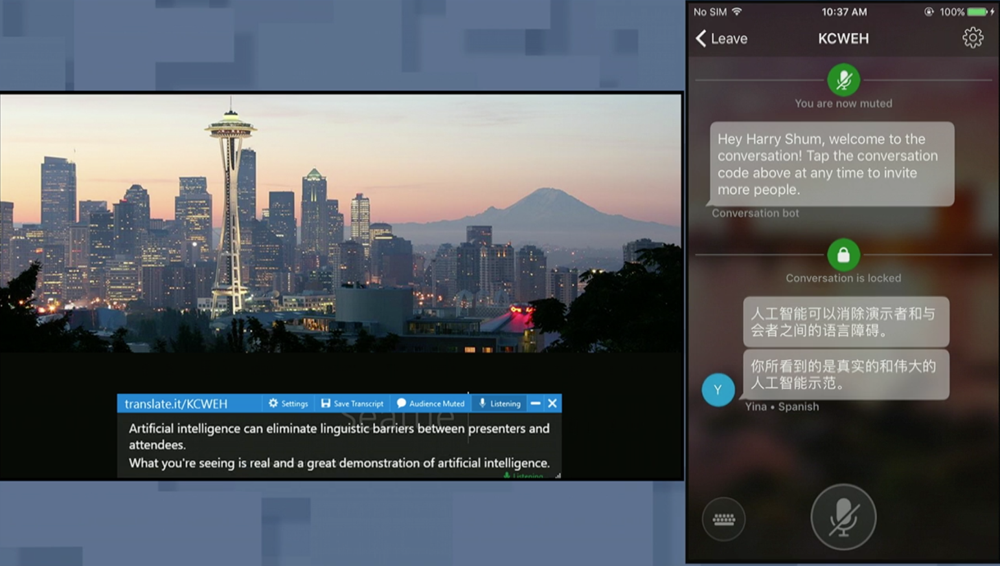 translate.it/KCWEH
Settings
Save Transcript
Audience Muted
Listening
Seattle
Artificial intelligence can eliminate linguistic barriers between presenters and
attendees.
What you're seeing is real and a great demonstration of artificial intelligence.
Listening
No SIM
10:37 AM
100%
Leave
KCWEH
You are now muted
Hey Harry Shum, welcome to the
conversation! Tap the conversation
code above at any time to invite
more people.
Conversation bot
Conversation is locked
人工智能可以消除演示者和与
会者之间的语言障碍。
你所看到的是真实的和伟大的
人工智能示范。
Y
Yina • Spanish